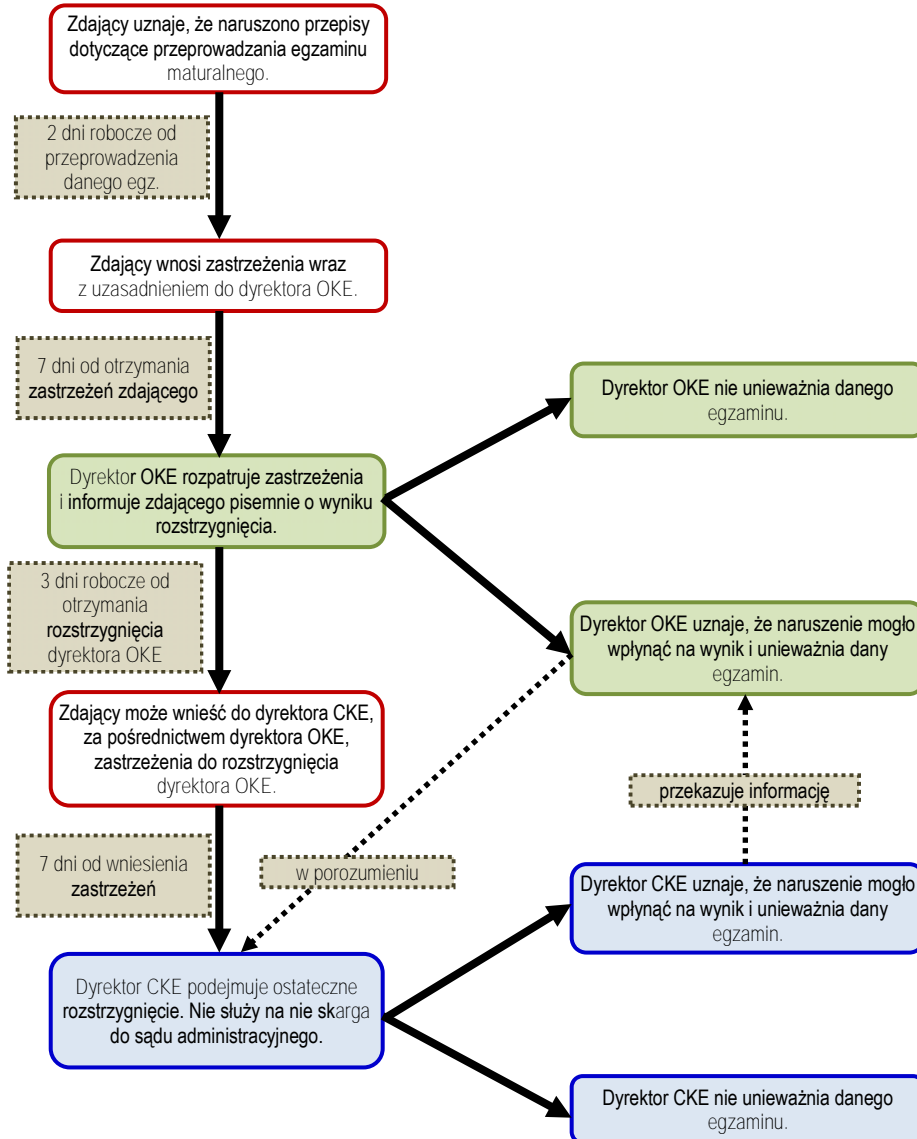 Zdający uznaje, że naruszono przepisy
dotyczące przeprowadzania egzaminu
maturalnego.
2 dni robocze od
przeprowadzenia
danego egz.
Zdający wnosi zastrzeżenia wraz
z uzasadnieniem do dyrektora OKE.
7 dni od otrzymania
zastrzeżeń zdającego
Dyrektor OKE nie unieważnia danego
egzaminu.
Dyrektor OKE rozpatruje zastrzeżenia
i informuje zdającego pisemnie o wyniku
rozstrzygnięcia.
3 dni robocze od
otrzymania
rozstrzygnięcia
dyrektora OKE
Dyrektor OKE uznaje, że naruszenie mogło
wpłynąć na wynik i unieważnia dany
egzamin.
Zdający może wnieść do dyrektora CKE,
za pośrednictwem dyrektora OKE,
zastrzeżenia do rozstrzygnięcia
dyrektora OKE.
przekazuje informację
7 dni od wniesienia
zastrzeżeń
w porozumieniu
Dyrektor CKE uznaje, że naruszenie mogło
wpłynąć na wynik i unieważnia dany
egzamin.
Dyrektor CKE podejmuje ostateczne
rozstrzygnięcie. Nie służy na nie skarga
do sądu administracyjnego.
Dyrektor CKE nie unieważnia danego
egzaminu.